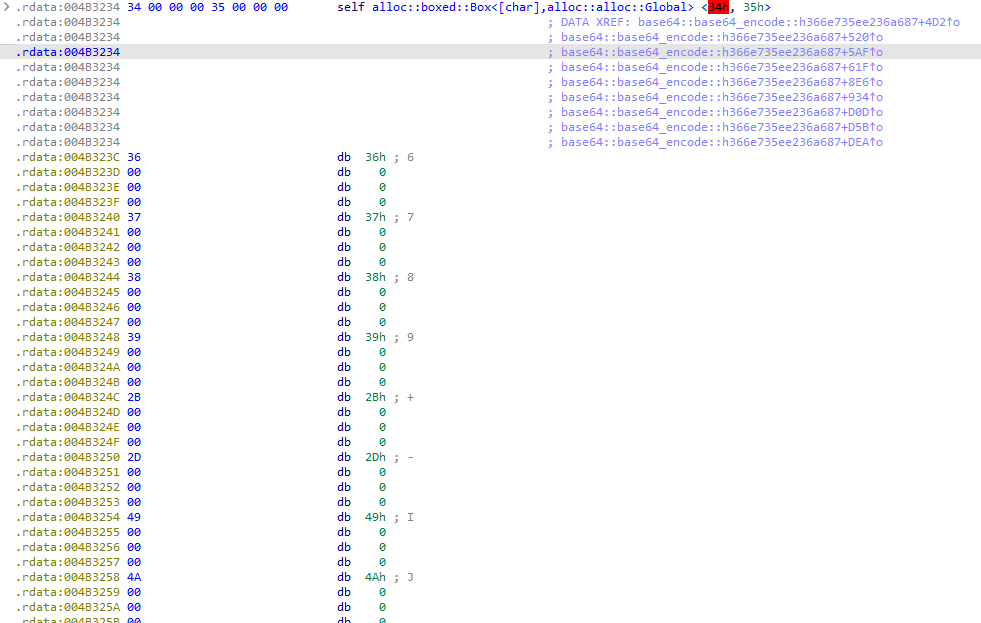 .rdata:004B3234 34 00 00 00 35 00 00 00 self alloc::boxed::Box<[char],alloc::alloc::Global> <34h, 35h>
.rdata:004B3234 ; DATA XREF: base64::base64_encode::h366e735ee236a687+4D2↑o
.rdata:004B3234 ; base64::base64_encode::h366e735ee236a687+520↑o
.rdata:004B3234 ; base64::base64_encode::h366e735ee236a687+5AF↑o
.rdata:004B3234 ; base64::base64_encode::h366e735ee236a687+61F↑o
.rdata:004B3234 ; base64::base64_encode::h366e735ee236a687+8E6↑o
.rdata:004B3234 ; base64::base64_encode::h366e735ee236a687+934↑o
.rdata:004B3234 ; base64::base64_encode::h366e735ee236a687+D0D↑o
.rdata:004B3234 ; base64::base64_encode::h366e735ee236a687+D5B↑o
.rdata:004B3234 ; base64::base64_encode::h366e735ee236a687+DEA↑o
.rdata:004B323C 36 db 36h ; 6
.rdata:004B323D 00 db 0
.rdata:004B323E 00 db 0
.rdata:004B323F 00 db 0
.rdata:004B3240 37 db 37h ; 7
.rdata:004B3241 00 db 0
.rdata:004B3242 00 db 0
.rdata:004B3243 00 db 0
.rdata:004B3244 38 db 38h ; 8
.rdata:004B3245 00 db 0
.rdata:004B3246 00 db 0
.rdata:004B3247 00 db 0
.rdata:004B3248 39 db 39h ; 9
.rdata:004B3249 00 db 0
.rdata:004B324A 00 db 0
.rdata:004B324B 00 db 0
.rdata:004B324C 2B db 2Bh ; +
.rdata:004B324D 00 db 0
.rdata:004B324E 00 db 0
.rdata:004B324F 00 db 0
.rdata:004B3250 2D db 2Dh ; -
.rdata:004B3251 00 db 0
.rdata:004B3252 00 db 0
.rdata:004B3253 00 db 0
.rdata:004B3254 49 db 49h ; I
.rdata:004B3255 00 db 0
.rdata:004B3256 00 db 0
.rdata:004B3257 00 db 0
.rdata:004B3258 4A db 4Ah ; J
.rdata:004B3259 00 db 0
.rdata:004B325A 00 db 0
.rdata:004B325B 00 db 0